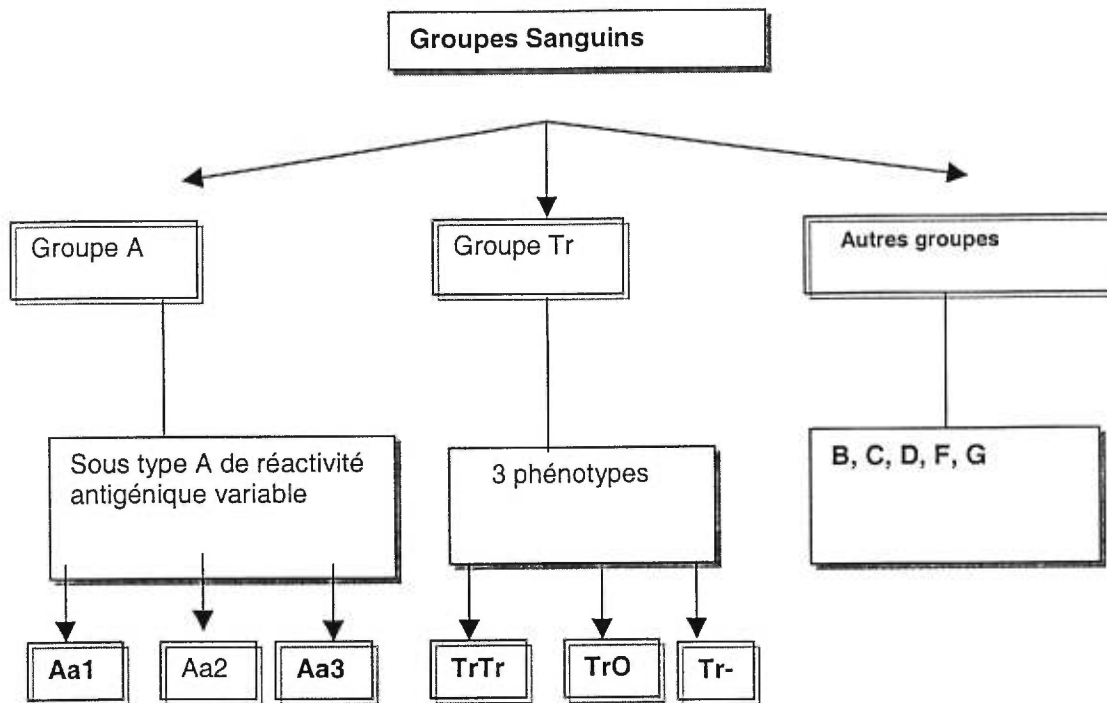 Groupes Sanguins
Groupe A
Groupe Tr
Autres groupes
Sous type A de réactivité
antigénique variable
3 phénotypes
B, C, D, F, G
Aa1
Aa2
Aa3
TrTr
TrO
Tr-